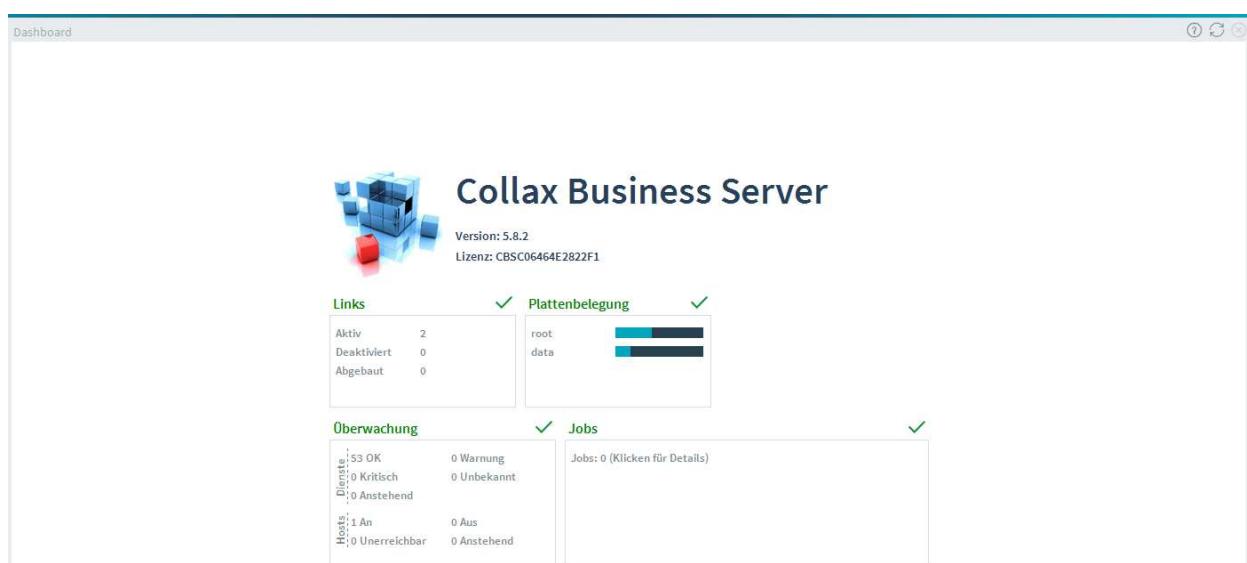 Dashboard
Collax Business Server
Version: 5.8.2
Lizenz: CBSC06464E2822F1
Links
Aktiv 2
Deaktiviert 0
Abgebaut 0
Plattenbelegung
root
data
Überwachung
Dienste
53 OK 0 Warnung
0 Kritisch 0 Unbekannt
0 Anstehend
Hosts
1 An 0 Aus
0 Unerreichbar 0 Anstehend
Jobs
Jobs: 0 (Klicken für Details)